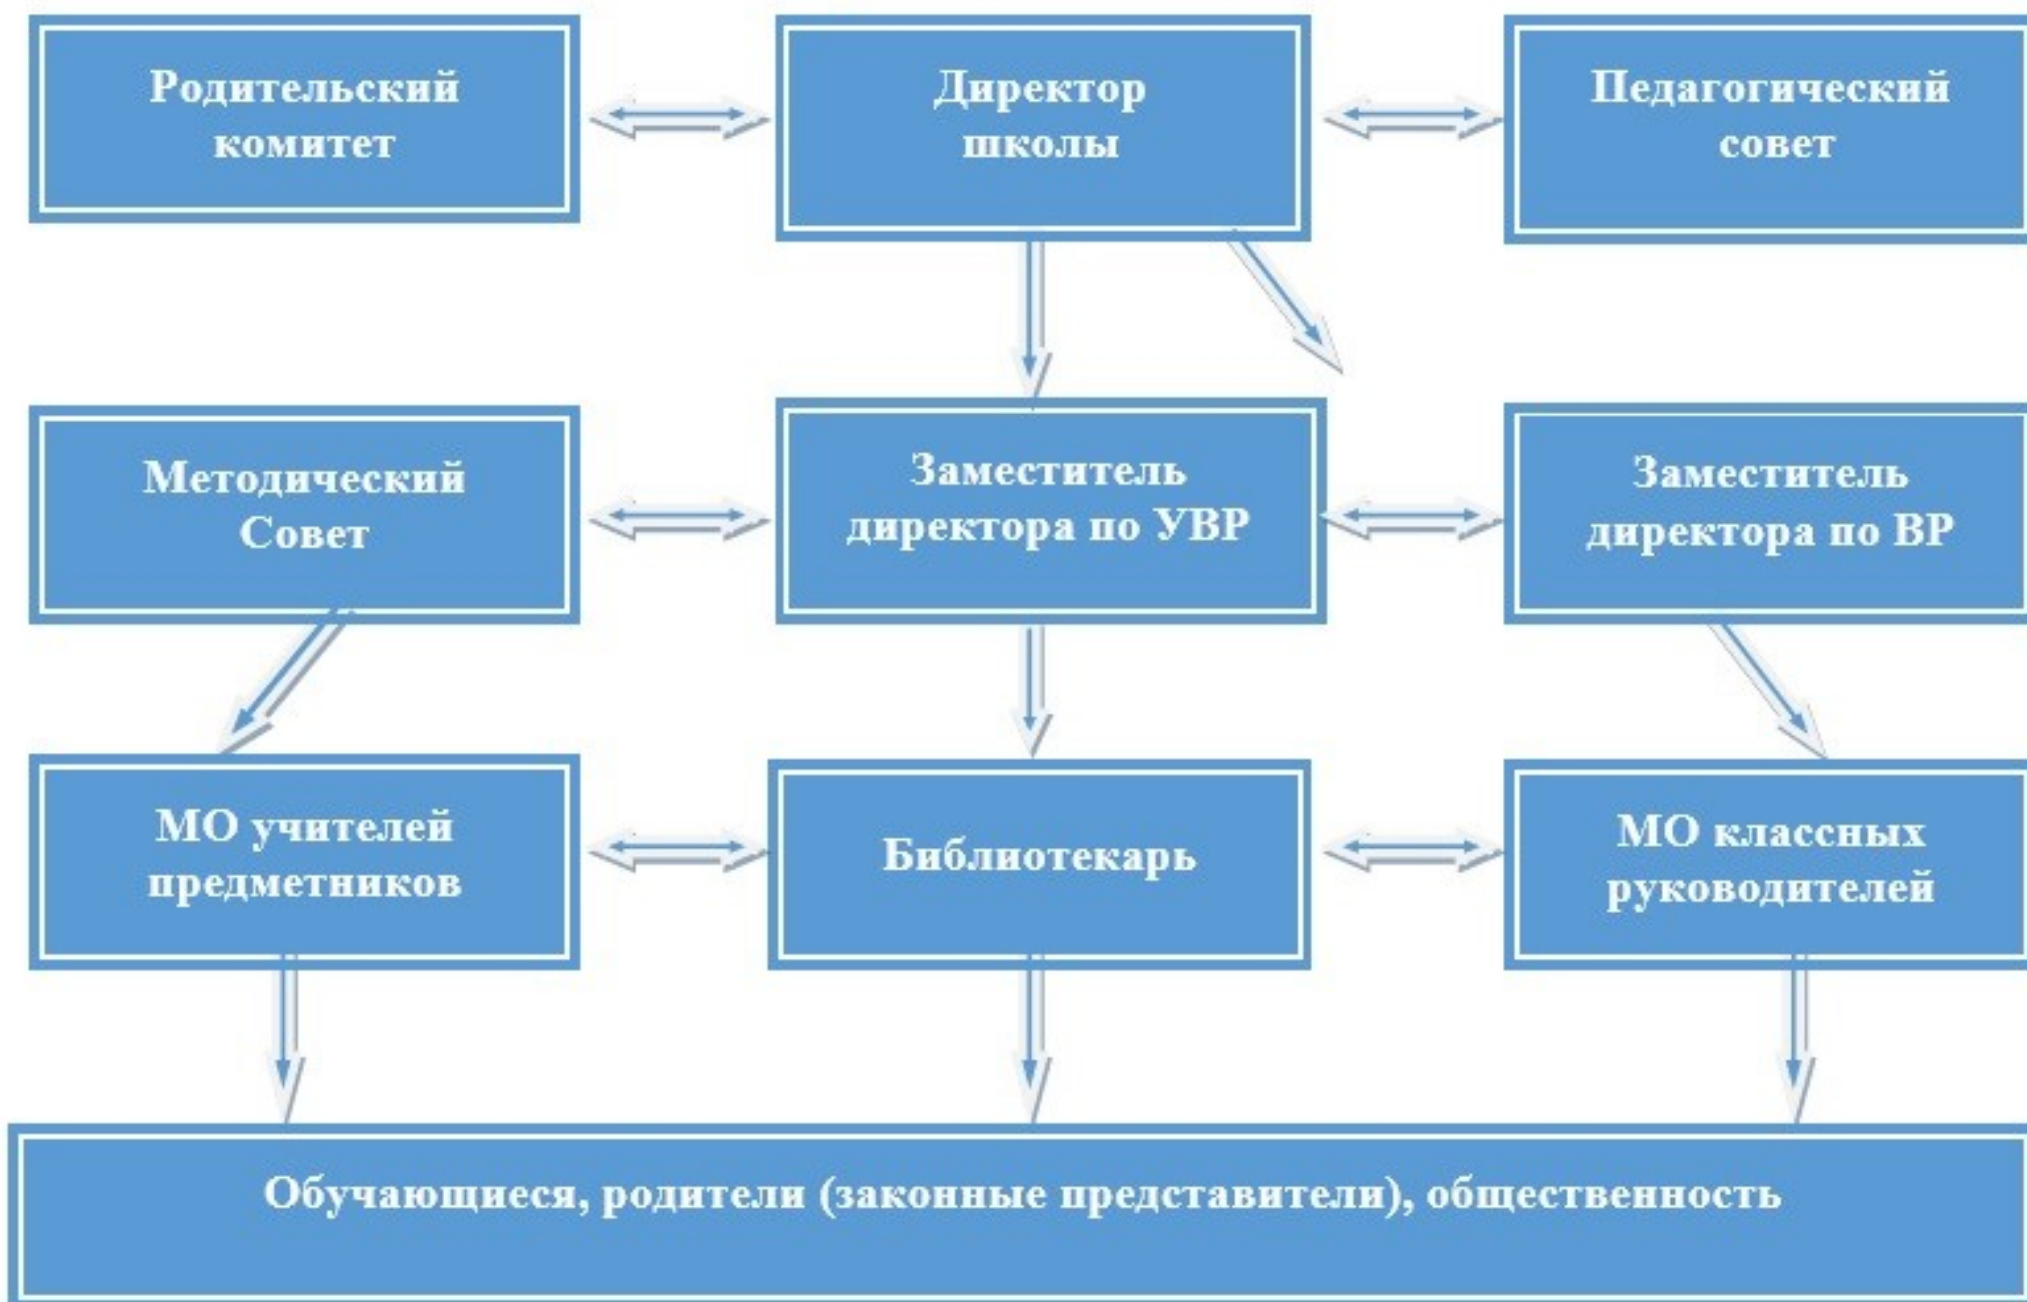 Родительский
комитет
Директор
школы
Педагогический
совет
Методический
Совет
Заместитель
директора по УВР
Заместитель
директора по ВР
МО учителей
предметников
Библиотекарь
МО классных
руководителей
Обучающиеся, родители (законные представители), общественность